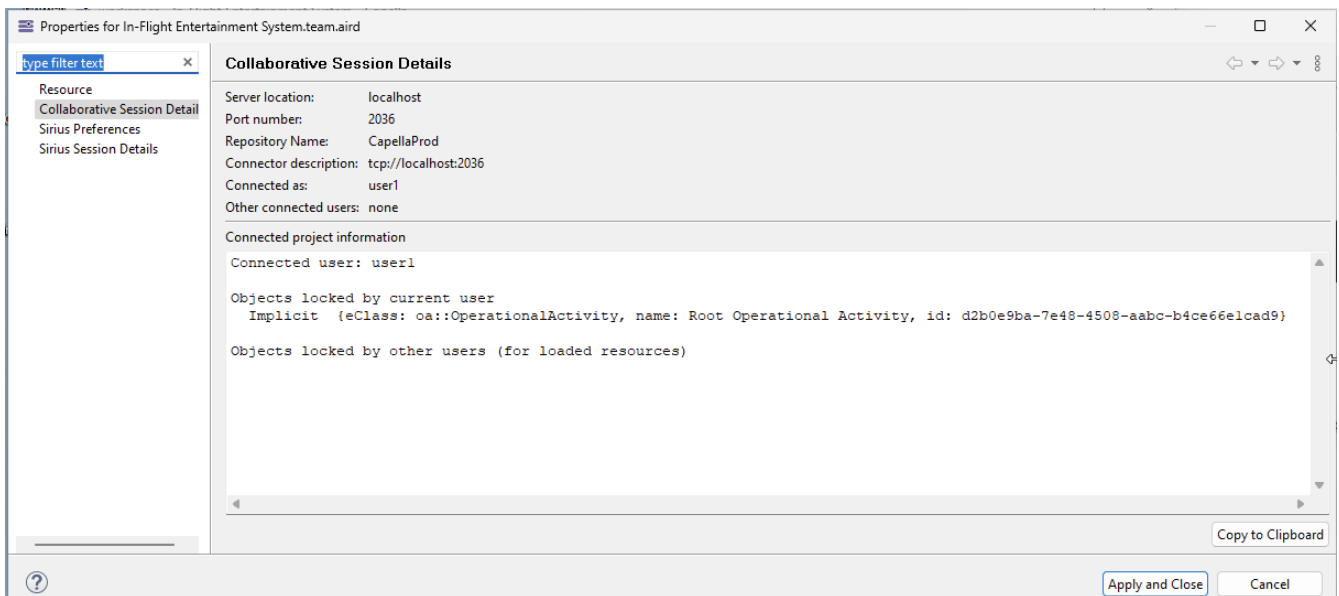 Properties for In-Flight Entertainment System.team.aird
type filter text
Resource
Collaborative Session Detail
Sirius Preferences
Sirius Session Details
Collaborative Session Details
Server location: localhost
Port number: 2036
Repository Name: CapellaProd
Connector description: tcp://localhost:2036
Connected as: user1
Other connected users: none
Connected project information
Connected user: user1
Objects locked by current user
Implicit {eClass: oa::OperationalActivity, name: Root Operational Activity, id: d2b0e9ba-7e48-4508-aabc-b4ce66e1cad9}
Objects locked by other users (for loaded resources)
Copy to Clipboard
Apply and Close
Cancel